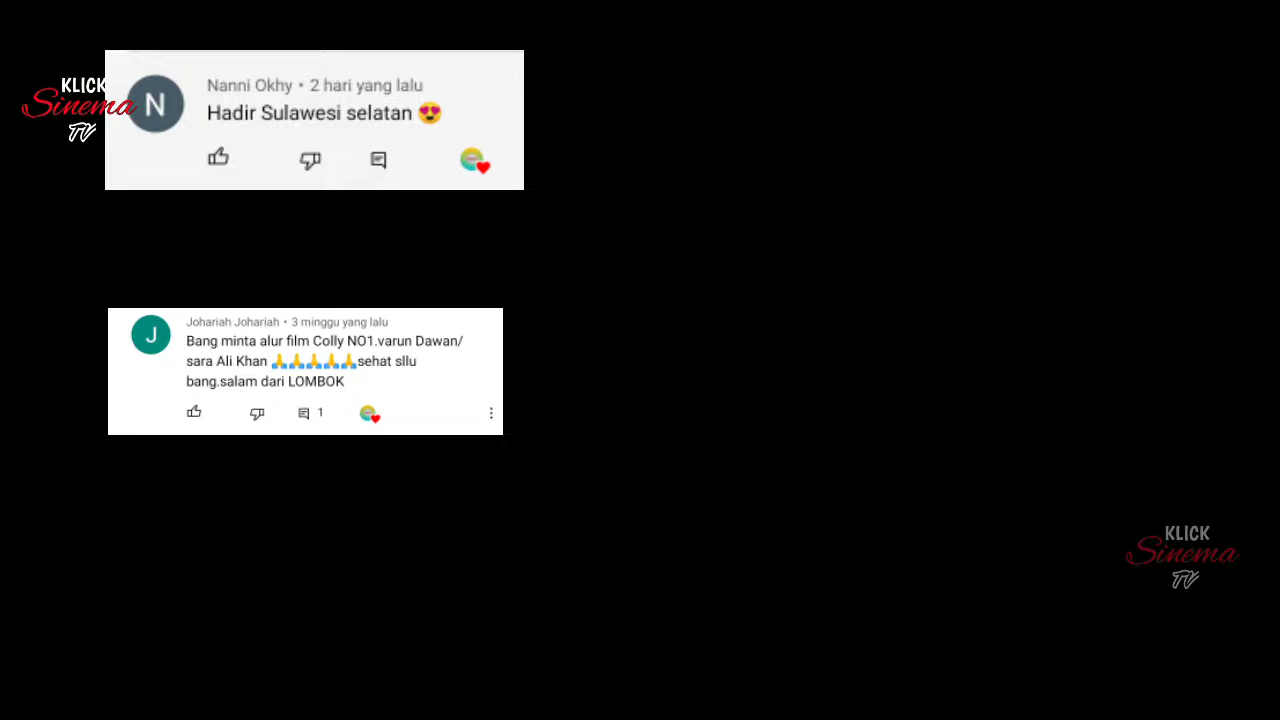 KLICK
Sinema
TV
N
Nanni Okhy • 2 hari yang lalu
Hadir Sulawesi selatan 😍
J
Johariah Johariah • 3 minggu yang lalu
Bang minta alur film Colly NO1.varun Dawan/
sara Ali Khan 🙏🙏🙏🙏🙏sehat sllu
bang.salam dari LOMBOK
1
KLICK
Sinema
TV